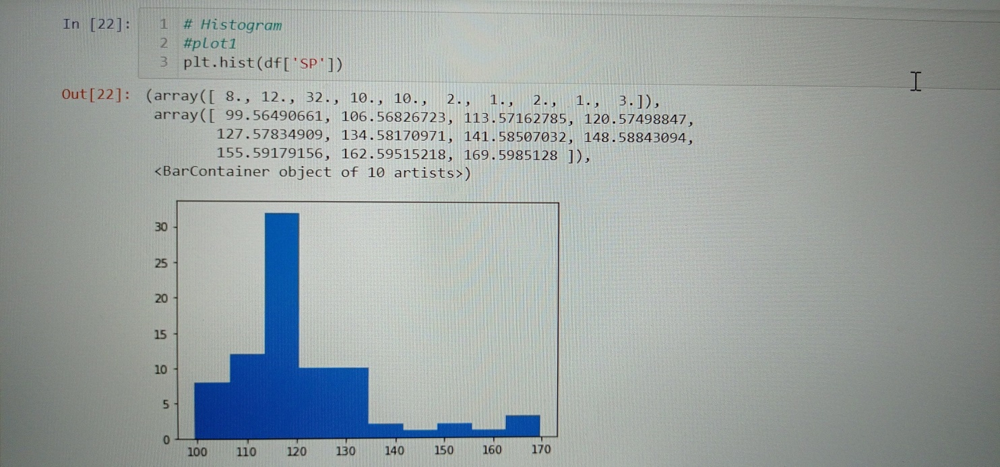 In [22]: 1 # Histogram
2 #plot1
3 plt.hist(df['SP'])
Out[22]: (array([ 8., 12., 32., 10., 10., 2., 1., 2., 1., 3.]),
array([ 99.56490661, 106.56826723, 113.57162785, 120.57498847,
127.57834909, 134.58170971, 141.58507032, 148.58843094,
155.59179156, 162.59515218, 169.5985128 ]),
<BarContainer object of 10 artists>)
30
25
20
15
10
5
0
100 110 120 130 140 150 160 170